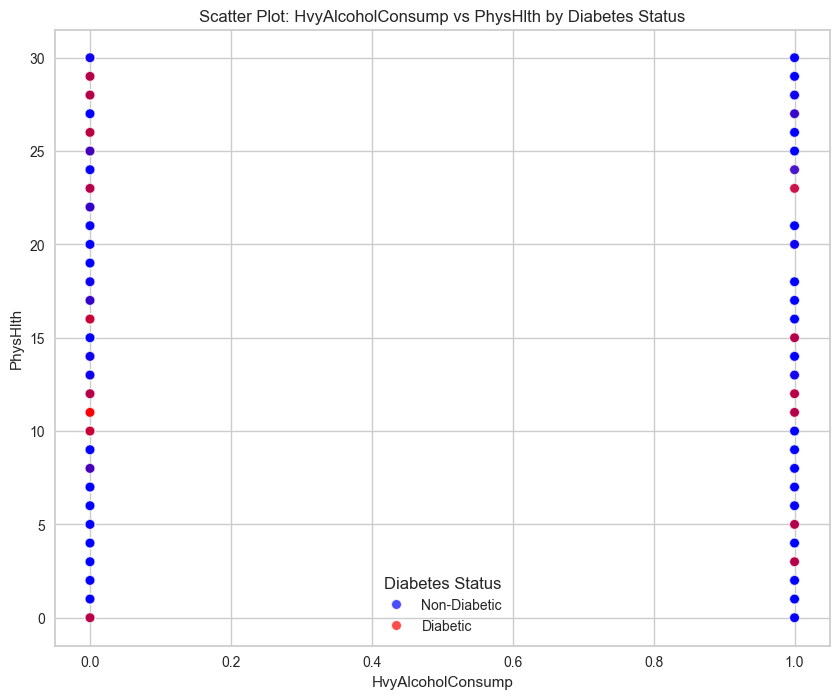 Scatter Plot: HvyAlcoholConsump vs PhysHlth by Diabetes Status
30
25
20
15
10
5
0
PhysHlth
Diabetes Status
Non-Diabetic
Diabetic
0.0 0.2 0.4 0.6 0.8 1.0
HvyAlcoholConsump